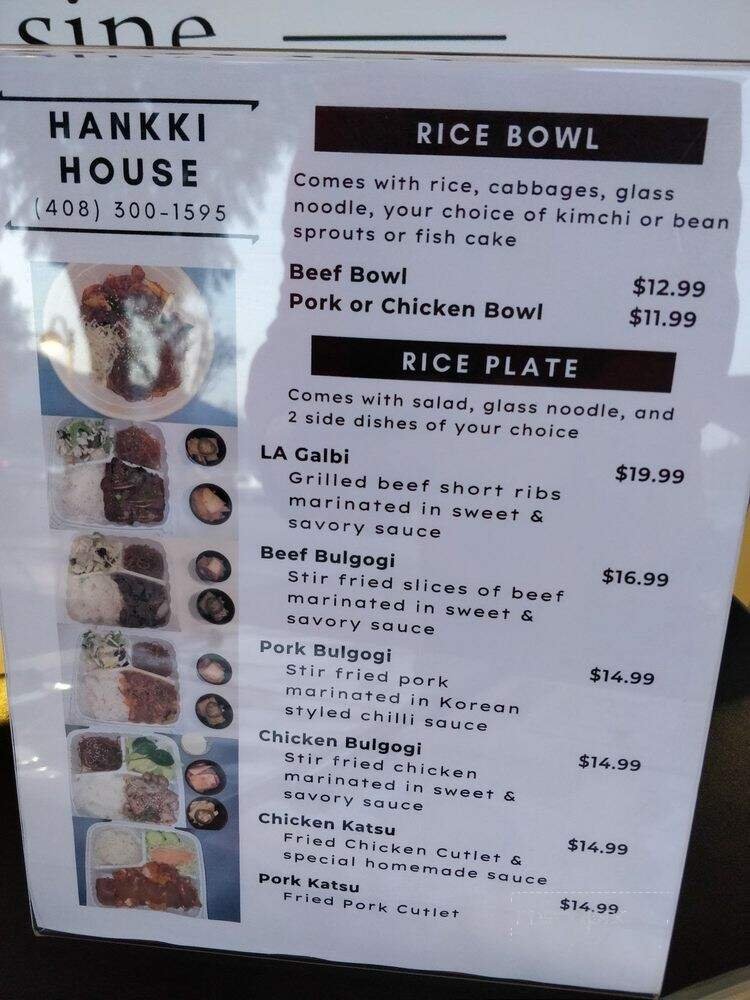 sine
HANKKI
HOUSE
(408) 300-1595
RICE BOWL
Comes with rice, cabbages, glass
noodle, your choice of kimchi or bean
sprouts or fish cake
Beef Bowl $12.99
Pork or Chicken Bowl $11.99
RICE PLATE
Comes with salad, glass noodle, and
2 side dishes of your choice
LA Galbi $19.99
Grilled beef short ribs
marinated in sweet &
savory sauce
Beef Bulgogi $16.99
Stir fried slices of beef
marinated in sweet &
savory sauce
Pork Bulgogi $14.99
Stir fried pork
marinated in Korean
styled chilli sauce
Chicken Bulgogi $14.99
Stir fried chicken
marinated in sweet &
savory sauce
Chicken Katsu $14.99
Fried Chicken Cutlet &
special homemade sauce
Pork Katsu $14.99
Fried Pork Cutlet